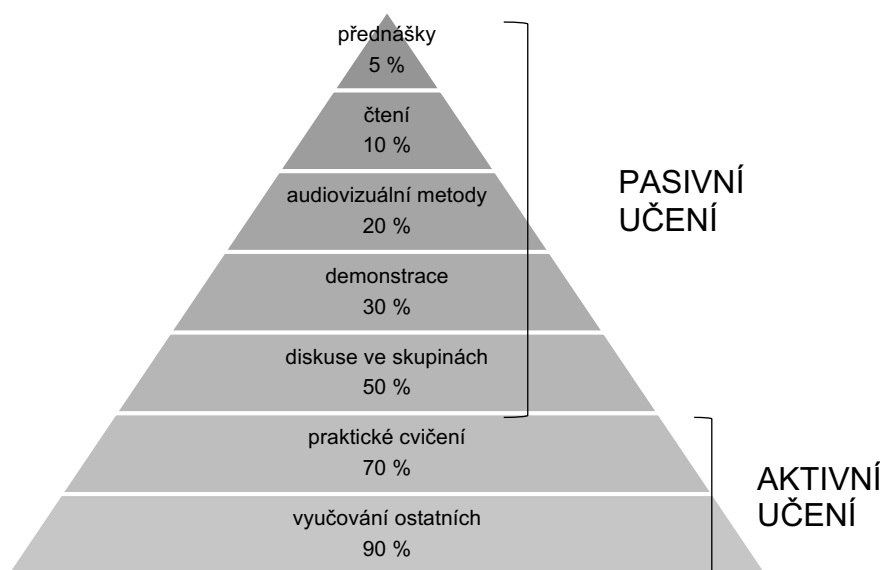 přednášky
5 %
čtení
10 %
audiovizuální metody
20 %
demonstrace
30 %
diskuse ve skupinách
50 %
praktické cvičení
70 %
vyučování ostatních
90 %
PASIVNÍ
UČENÍ
AKTIVNÍ
UČENÍ